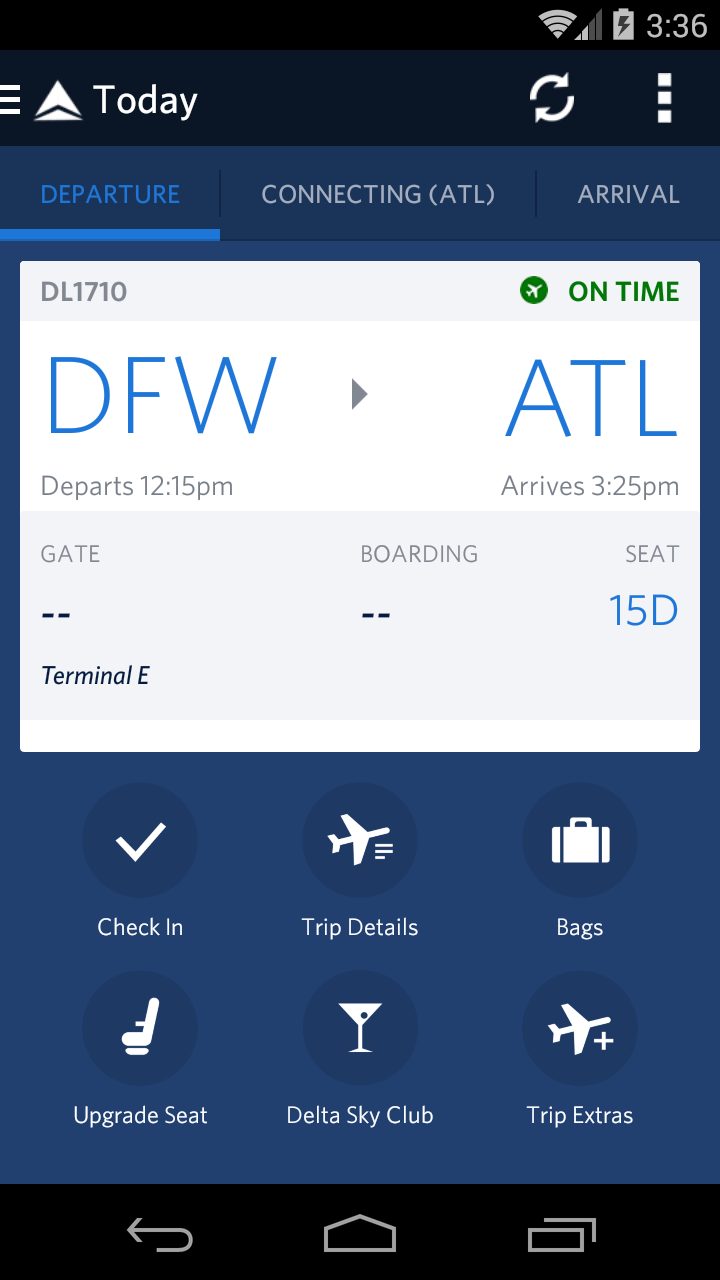 3:36
Today
DEPARTURE CONNECTING (ATL) ARRIVAL
DL1710 ON TIME
DFW ATL
Departs 12:15pm Arrives 3:25pm
GATE BOARDING SEAT
-- -- 15D
Terminal E
Check In Trip Details Bags
Upgrade Seat Delta Sky Club Trip Extras